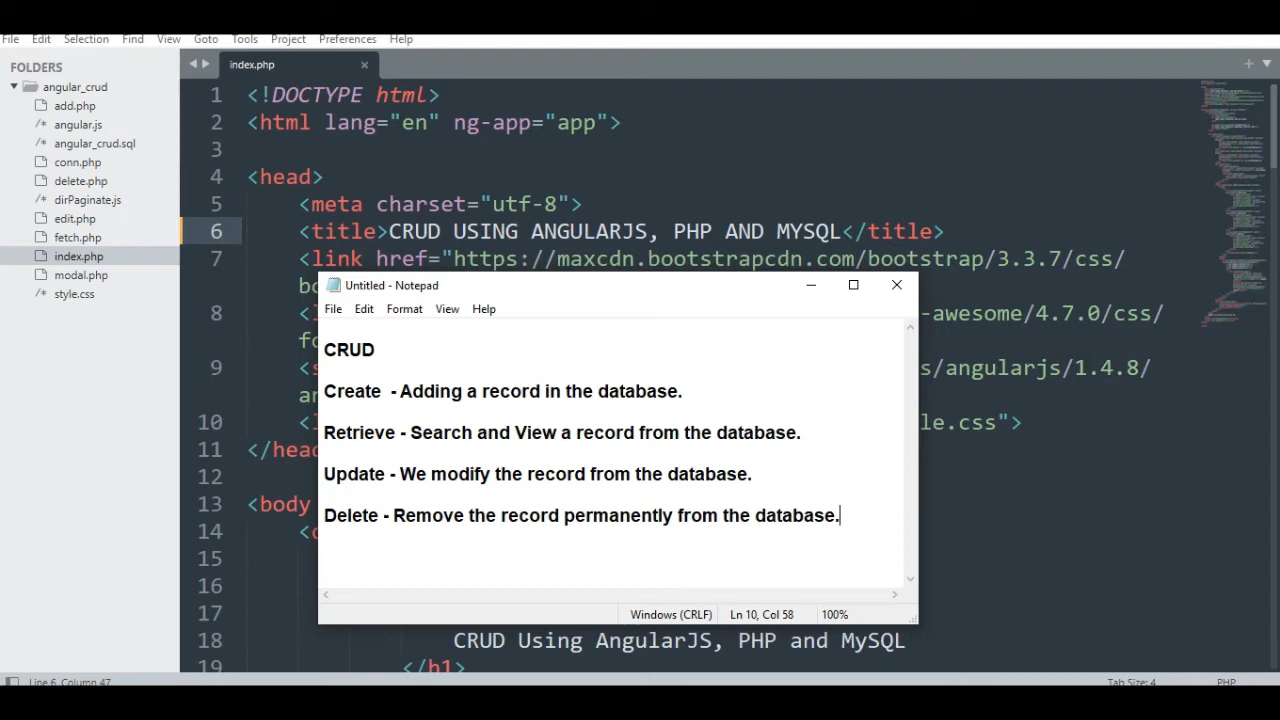 File Edit Selection Find View Goto Tools Project Preferences Help
FOLDERS
angular_crud
add.php
/* angular.js
/* angular_crud.sql
conn.php
delete.php
/* dirPaginate.js
edit.php
fetch.php
index.php
modal.php
/* style.css
index.php
1 <!DOCTYPE html>
2 <html lang="en" ng-app="app">
3
4 <head>
5 <meta charset="utf-8">
6 <title>CRUD USING ANGULARJS, PHP AND MYSQL</title>
7 <link href="https://maxcdn.bootstrapcdn.com/bootstrap/3.3.7/css/
8 -awesome/4.7.0/css/
9 s/angularjs/1.4.8/
10 le.css">
11 </head
12
13 <body
14
15
16
17
18 CRUD Using AngularJS, PHP and MySQL
19 </h1>
Untitled - Notepad
File Edit Format View Help
CRUD
Create - Adding a record in the database.
Retrieve - Search and View a record from the database.
Update - We modify the record from the database.
Delete - Remove the record permanently from the database.
Windows (CRLF) Ln 10, Col 58 100%
Line 6, Column 47 Tab Size: 4 PHP